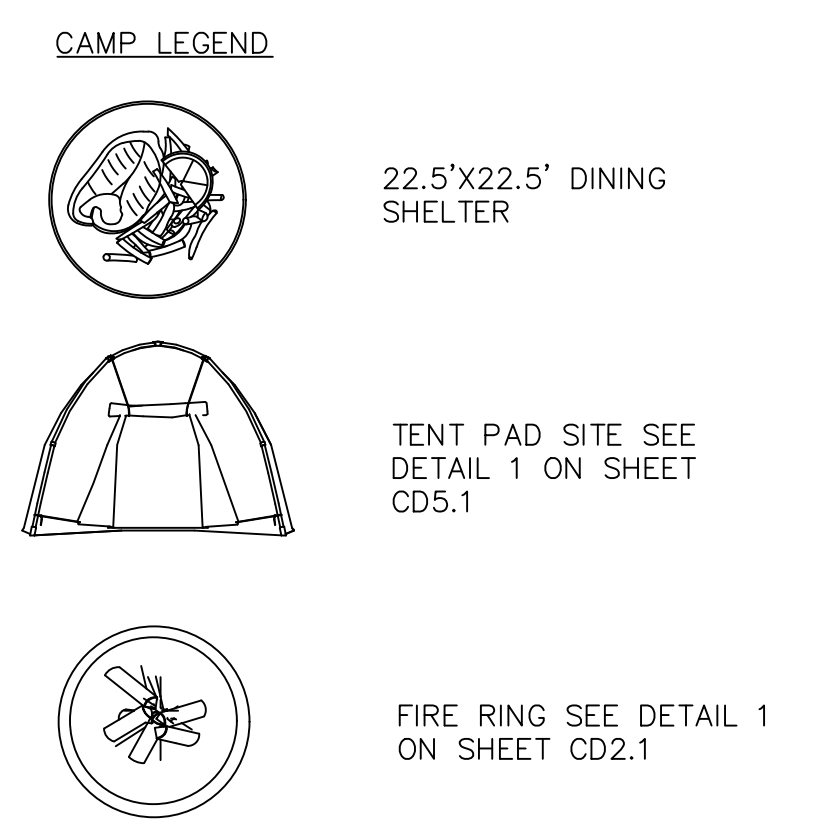 CAMP LEGEND
22.5'X22.5' DINING
SHELTER
TENT PAD SITE SEE
DETAIL 1 ON SHEET
CD5.1
FIRE RING SEE DETAIL 1
ON SHEET CD2.1